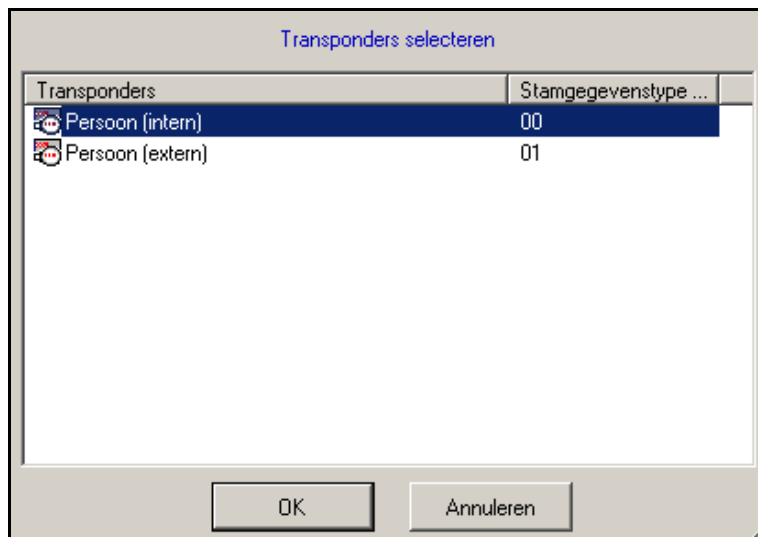 Transponders selecteren
Transponders Stamgegevenstype ...
Persoon (intern) 00
Persoon (extern) 01
OK Annuleren